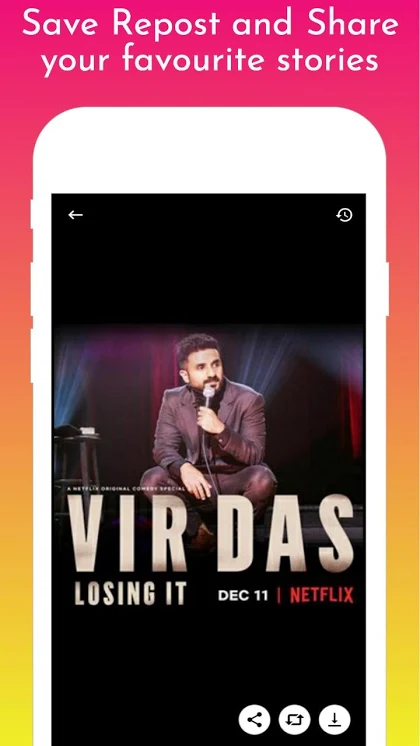 Save Repost and Share
your favourite stories
A NETFLIX ORIGINAL COMEDY SPECIAL
VIR DAS
LOSING IT
DEC 11 | NETFLIX